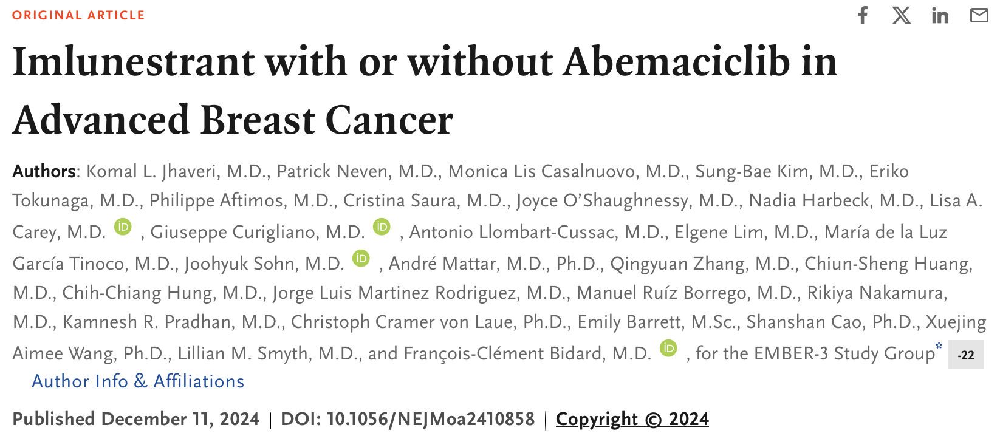 ORIGINAL ARTICLE
Imlunestrant with or without Abemaciclib in
Advanced Breast Cancer
Authors: Komal L. Jhaveri, M.D., Patrick Neven, M.D., Monica Lis Casalnuovo, M.D., Sung-Bae Kim, M.D., Eriko
Tokunaga, M.D., Philippe Aftimos, M.D., Cristina Saura, M.D., Joyce O’Shaughnessy, M.D., Nadia Harbeck, M.D., Lisa A.
Carey, M.D. iD , Giuseppe Curigliano, M.D. iD , Antonio Llombart-Cussac, M.D., Elgene Lim, M.D., María de la Luz
García Tinoco, M.D., Joohyuk Sohn, M.D. iD , André Mattar, M.D., Ph.D., Qingyuan Zhang, M.D., Chiun-Sheng Huang,
M.D., Chih-Chiang Hung, M.D., Jorge Luis Martinez Rodriguez, M.D., Manuel Ruíz Borrego, M.D., Rikiya Nakamura,
M.D., Kamnesh R. Pradhan, M.D., Christoph Cramer von Laue, Ph.D., Emily Barrett, M.Sc., Shanshan Cao, Ph.D., Xuejing
Aimee Wang, Ph.D., Lillian M. Smyth, M.D., and François-Clément Bidard, M.D. iD , for the EMBER-3 Study Group* -22
Author Info & Affiliations
Published December 11, 2024 | DOI: 10.1056/NEJMoa2410858 | Copyright © 2024